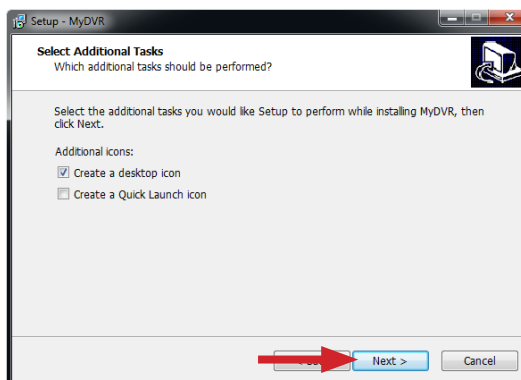 Setup - MyDVR
Select Additional Tasks
Which additional tasks should be performed?
Select the additional tasks you would like Setup to perform while installing MyDVR, then
click Next.
Additional icons:
Create a desktop icon
Create a Quick Launch icon
Next > Cancel